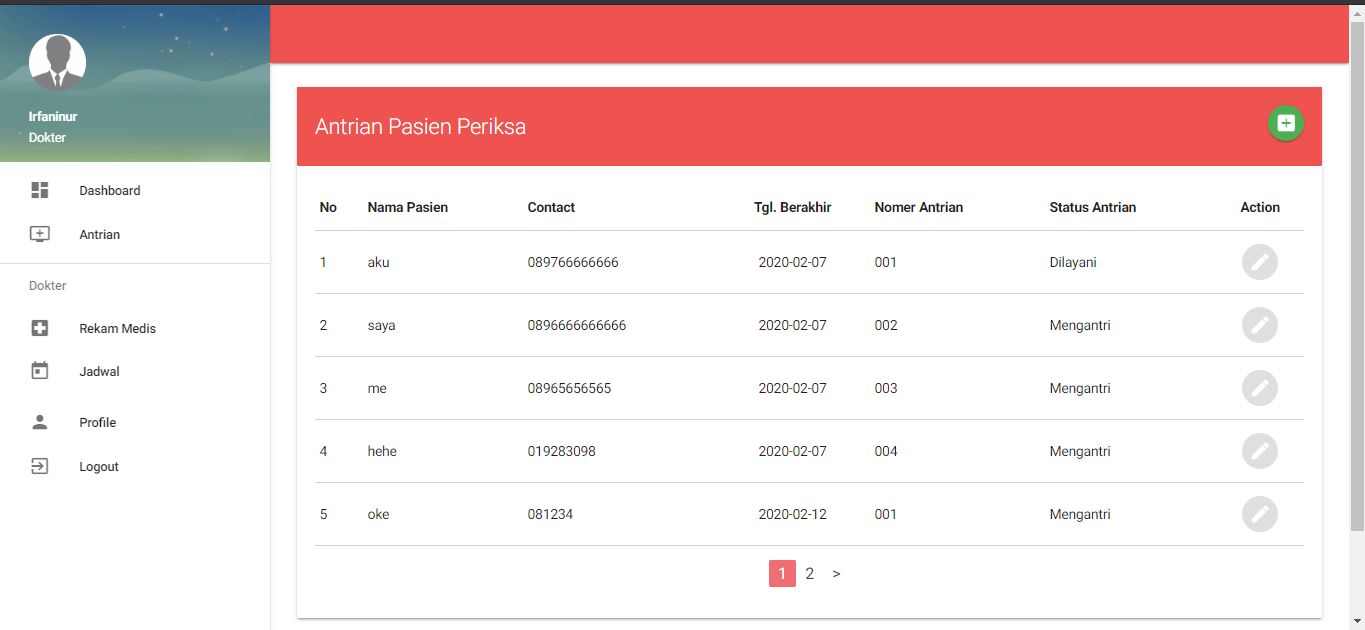 Irfaninur
Dokter
Dashboard
Antrian
Dokter
Rekam Medis
Jadwal
Profile
Logout
Antrian Pasien Periksa
No Nama Pasien Contact Tgl. Berakhir Nomer Antrian Status Antrian Action
1 aku 089766666666 2020-02-07 001 Dilayani
2 saya 0896666666666 2020-02-07 002 Mengantri
3 me 08965656565 2020-02-07 003 Mengantri
4 hehe 019283098 2020-02-07 004 Mengantri
5 oke 081234 2020-02-12 001 Mengantri
1 2 >